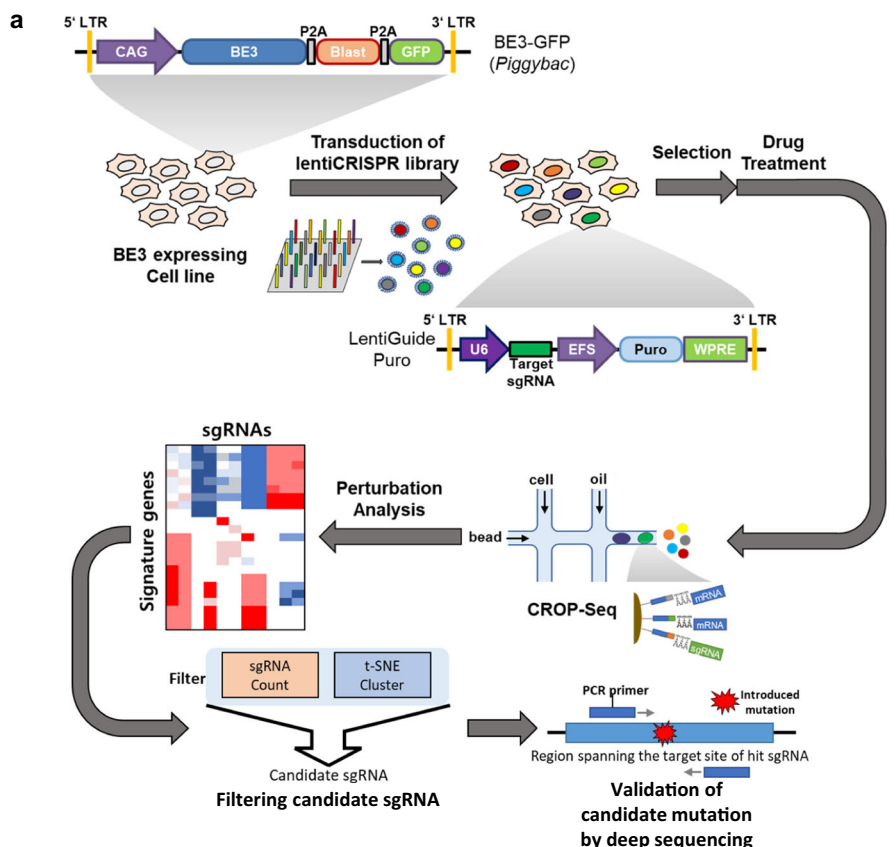 a
5' LTR
P2A
P2A
3' LTR
CAG
BE3
Blast
GFP
BE3-GFP
(Piggybac)
Transduction of
lentiCRISPR library
Selection
Drug
Treatment
BE3 expressing
Cell line
5' LTR
3' LTR
LentiGuide
Puro
U6
Target
sgRNA
EFS
Puro
WPRE
sgRNAs
Signature genes
Perturbation
Analysis
cell
oil
bead
CROP-Seq
mRNA
mRNA
sgRNA
Filter
sgRNA
Count
t-SNE
Cluster
Candidate sgRNA
Filtering candidate sgRNA
PCR primer
Introduced
mutation
Region spanning the target site of hit sgRNA
Validation of
candidate mutation
by deep sequencing